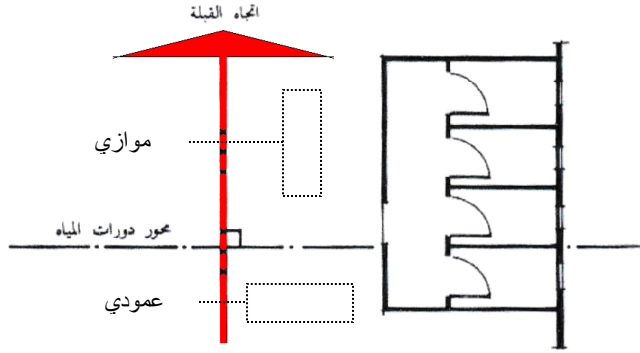 اتجاه القبلة
موازي
محور دورات المياه
عمودي